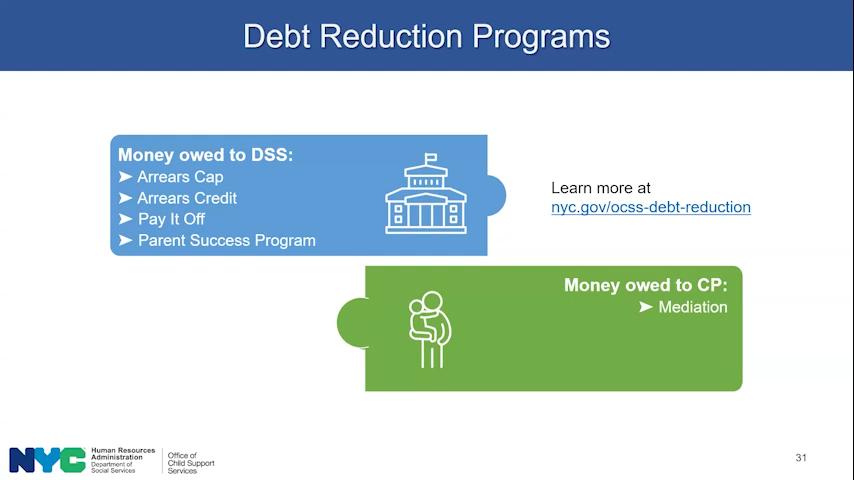 Debt Reduction Programs
Money owed to DSS:
➤ Arrears Cap
➤ Arrears Credit
➤ Pay It Off
➤ Parent Success Program
Learn more at
nyc.gov/ocss-debt-reduction
Money owed to CP:
➤ Mediation
NYC
Human Resources
Administration
Department of
Social Services
Office of
Child Support
Services
31